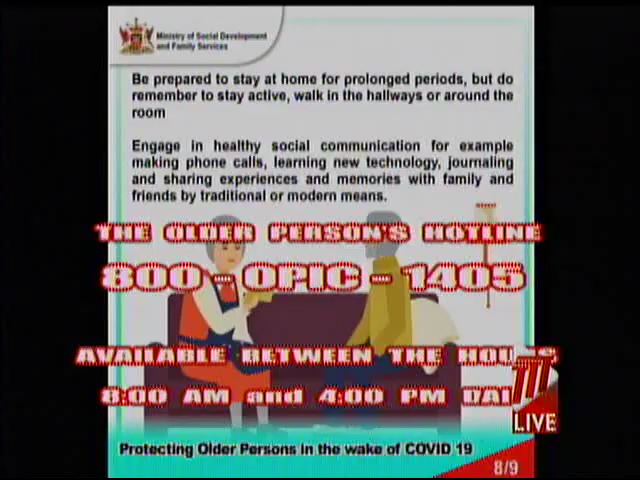 Ministry of Social Development
and Family Services
Be prepared to stay at home for prolonged periods, but do
remember to stay active, walk in the hallways or around the
room
Engage in healthy social communication for example
making phone calls, learning new technology, journaling
and sharing experiences and memories with family and
friends by traditional or modern means.
THE OLDER PERSON'S HOTLINE
800 - OPIC - 1405
AVAILABLE BETWEEN THE
8:00 AM and 4:00 PM
LIVE
Protecting Older Persons in the wake of COVID 19
8/9